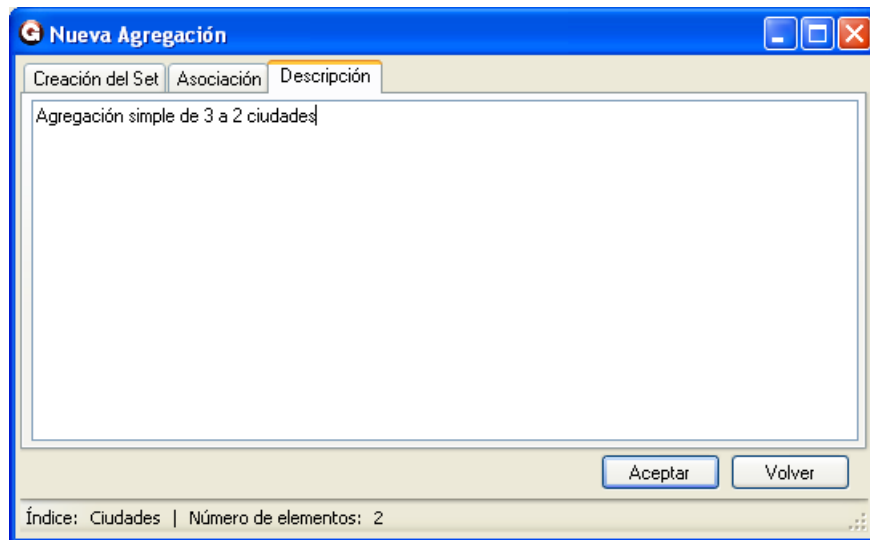 G Nueva Agregación
Creación del Set Asociación Descripción
Agregación simple de 3 a 2 ciudades
Aceptar Volver
Índice: Ciudades | Número de elementos: 2